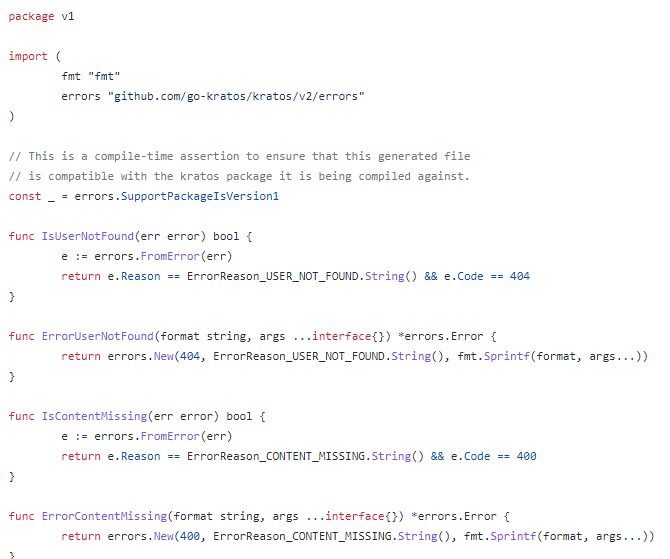 package v1
import (
fmt "fmt"
errors "github.com/go-kratos/kratos/v2/errors"
)
// This is a compile-time assertion to ensure that this generated file
// is compatible with the kratos package it is being compiled against.
const _ = errors.SupportPackageIsVersion1
func IsUserNotFound(err error) bool {
e := errors.FromError(err)
return e.Reason == ErrorReason_USER_NOT_FOUND.String() && e.Code == 404
}
func ErrorUserNotFound(format string, args ...interface{}) *errors.Error {
return errors.New(404, ErrorReason_USER_NOT_FOUND.String(), fmt.Sprintf(format, args...))
}
func IsContentMissing(err error) bool {
e := errors.FromError(err)
return e.Reason == ErrorReason_CONTENT_MISSING.String() && e.Code == 400
}
func ErrorContentMissing(format string, args ...interface{}) *errors.Error {
return errors.New(400, ErrorReason_CONTENT_MISSING.String(), fmt.Sprintf(format, args...))
}